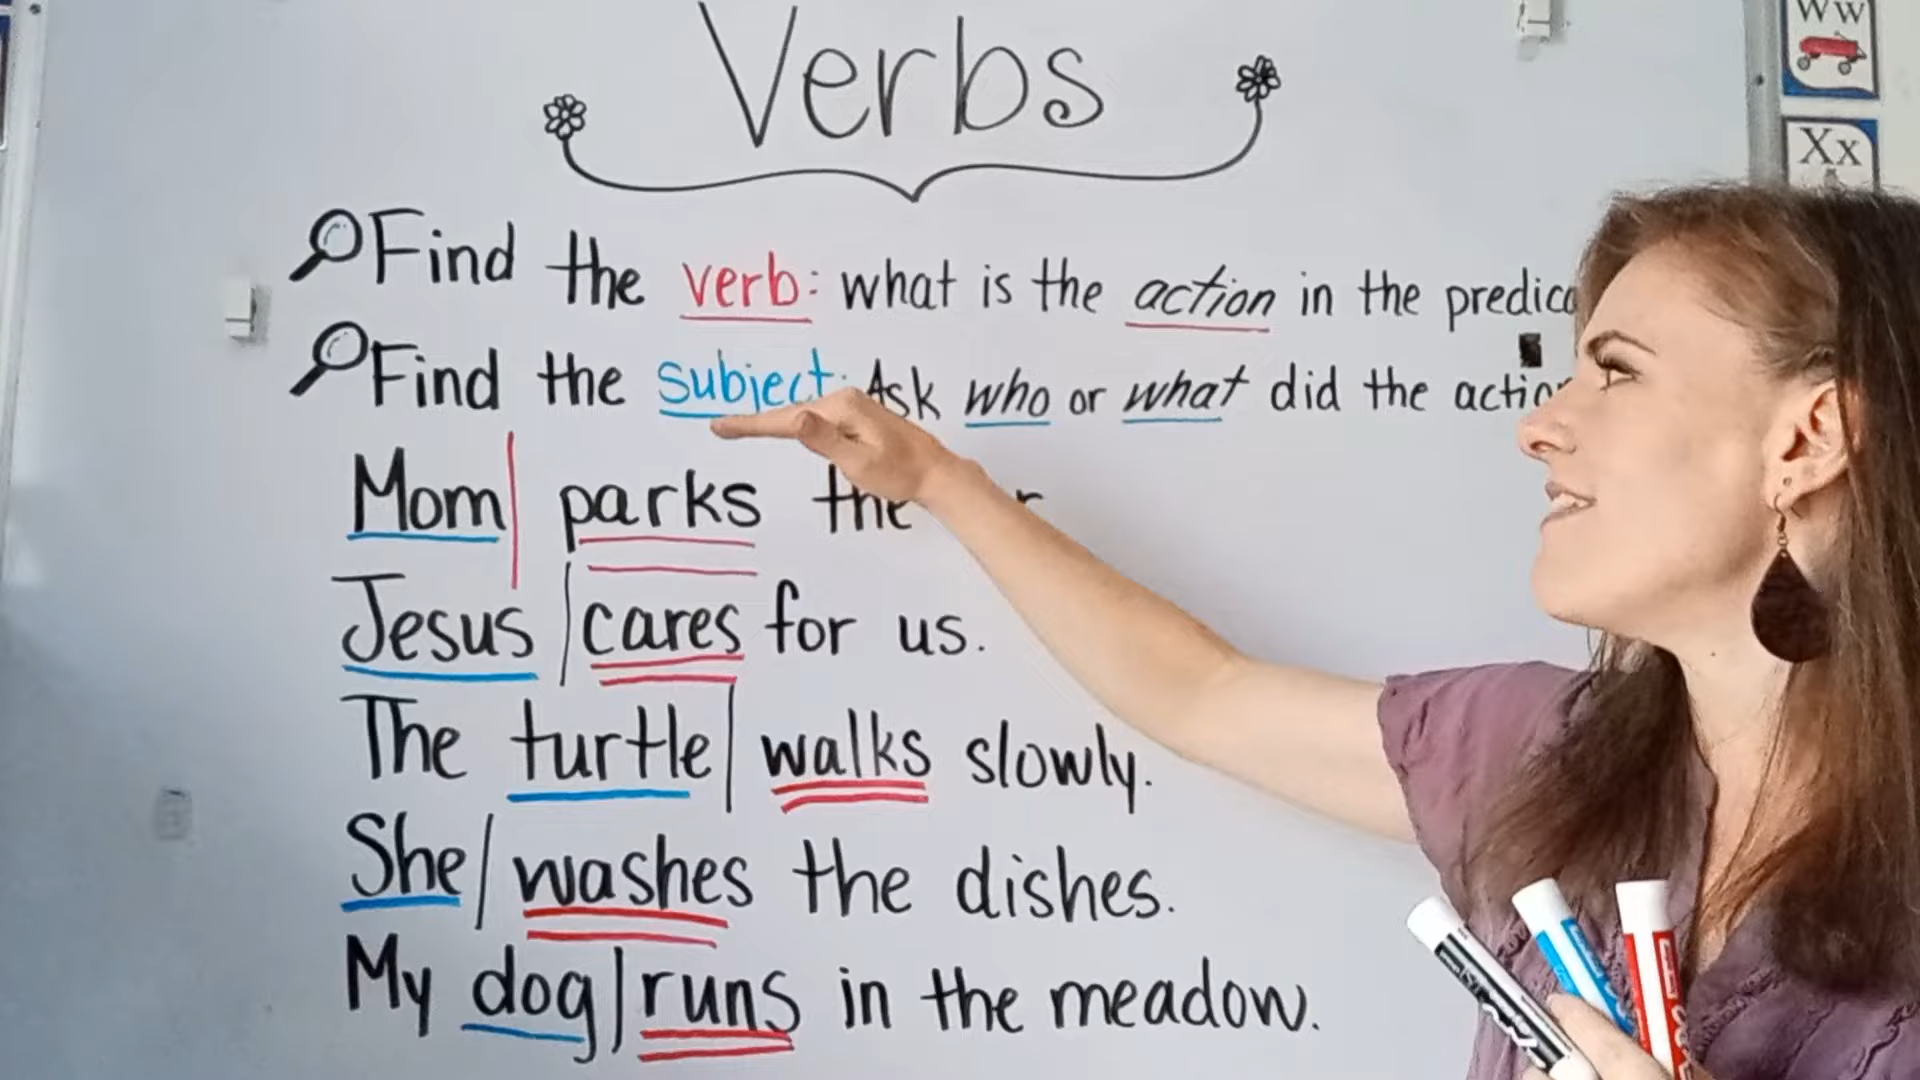 Verbs
Find the verb: what is the action in the
Find the subject: Ask who or what did the
Mom parks the
Jesus cares for us.
The turtle walks slowly.
She washes the dishes.
My dog runs in the meadow.
Ww
Xx